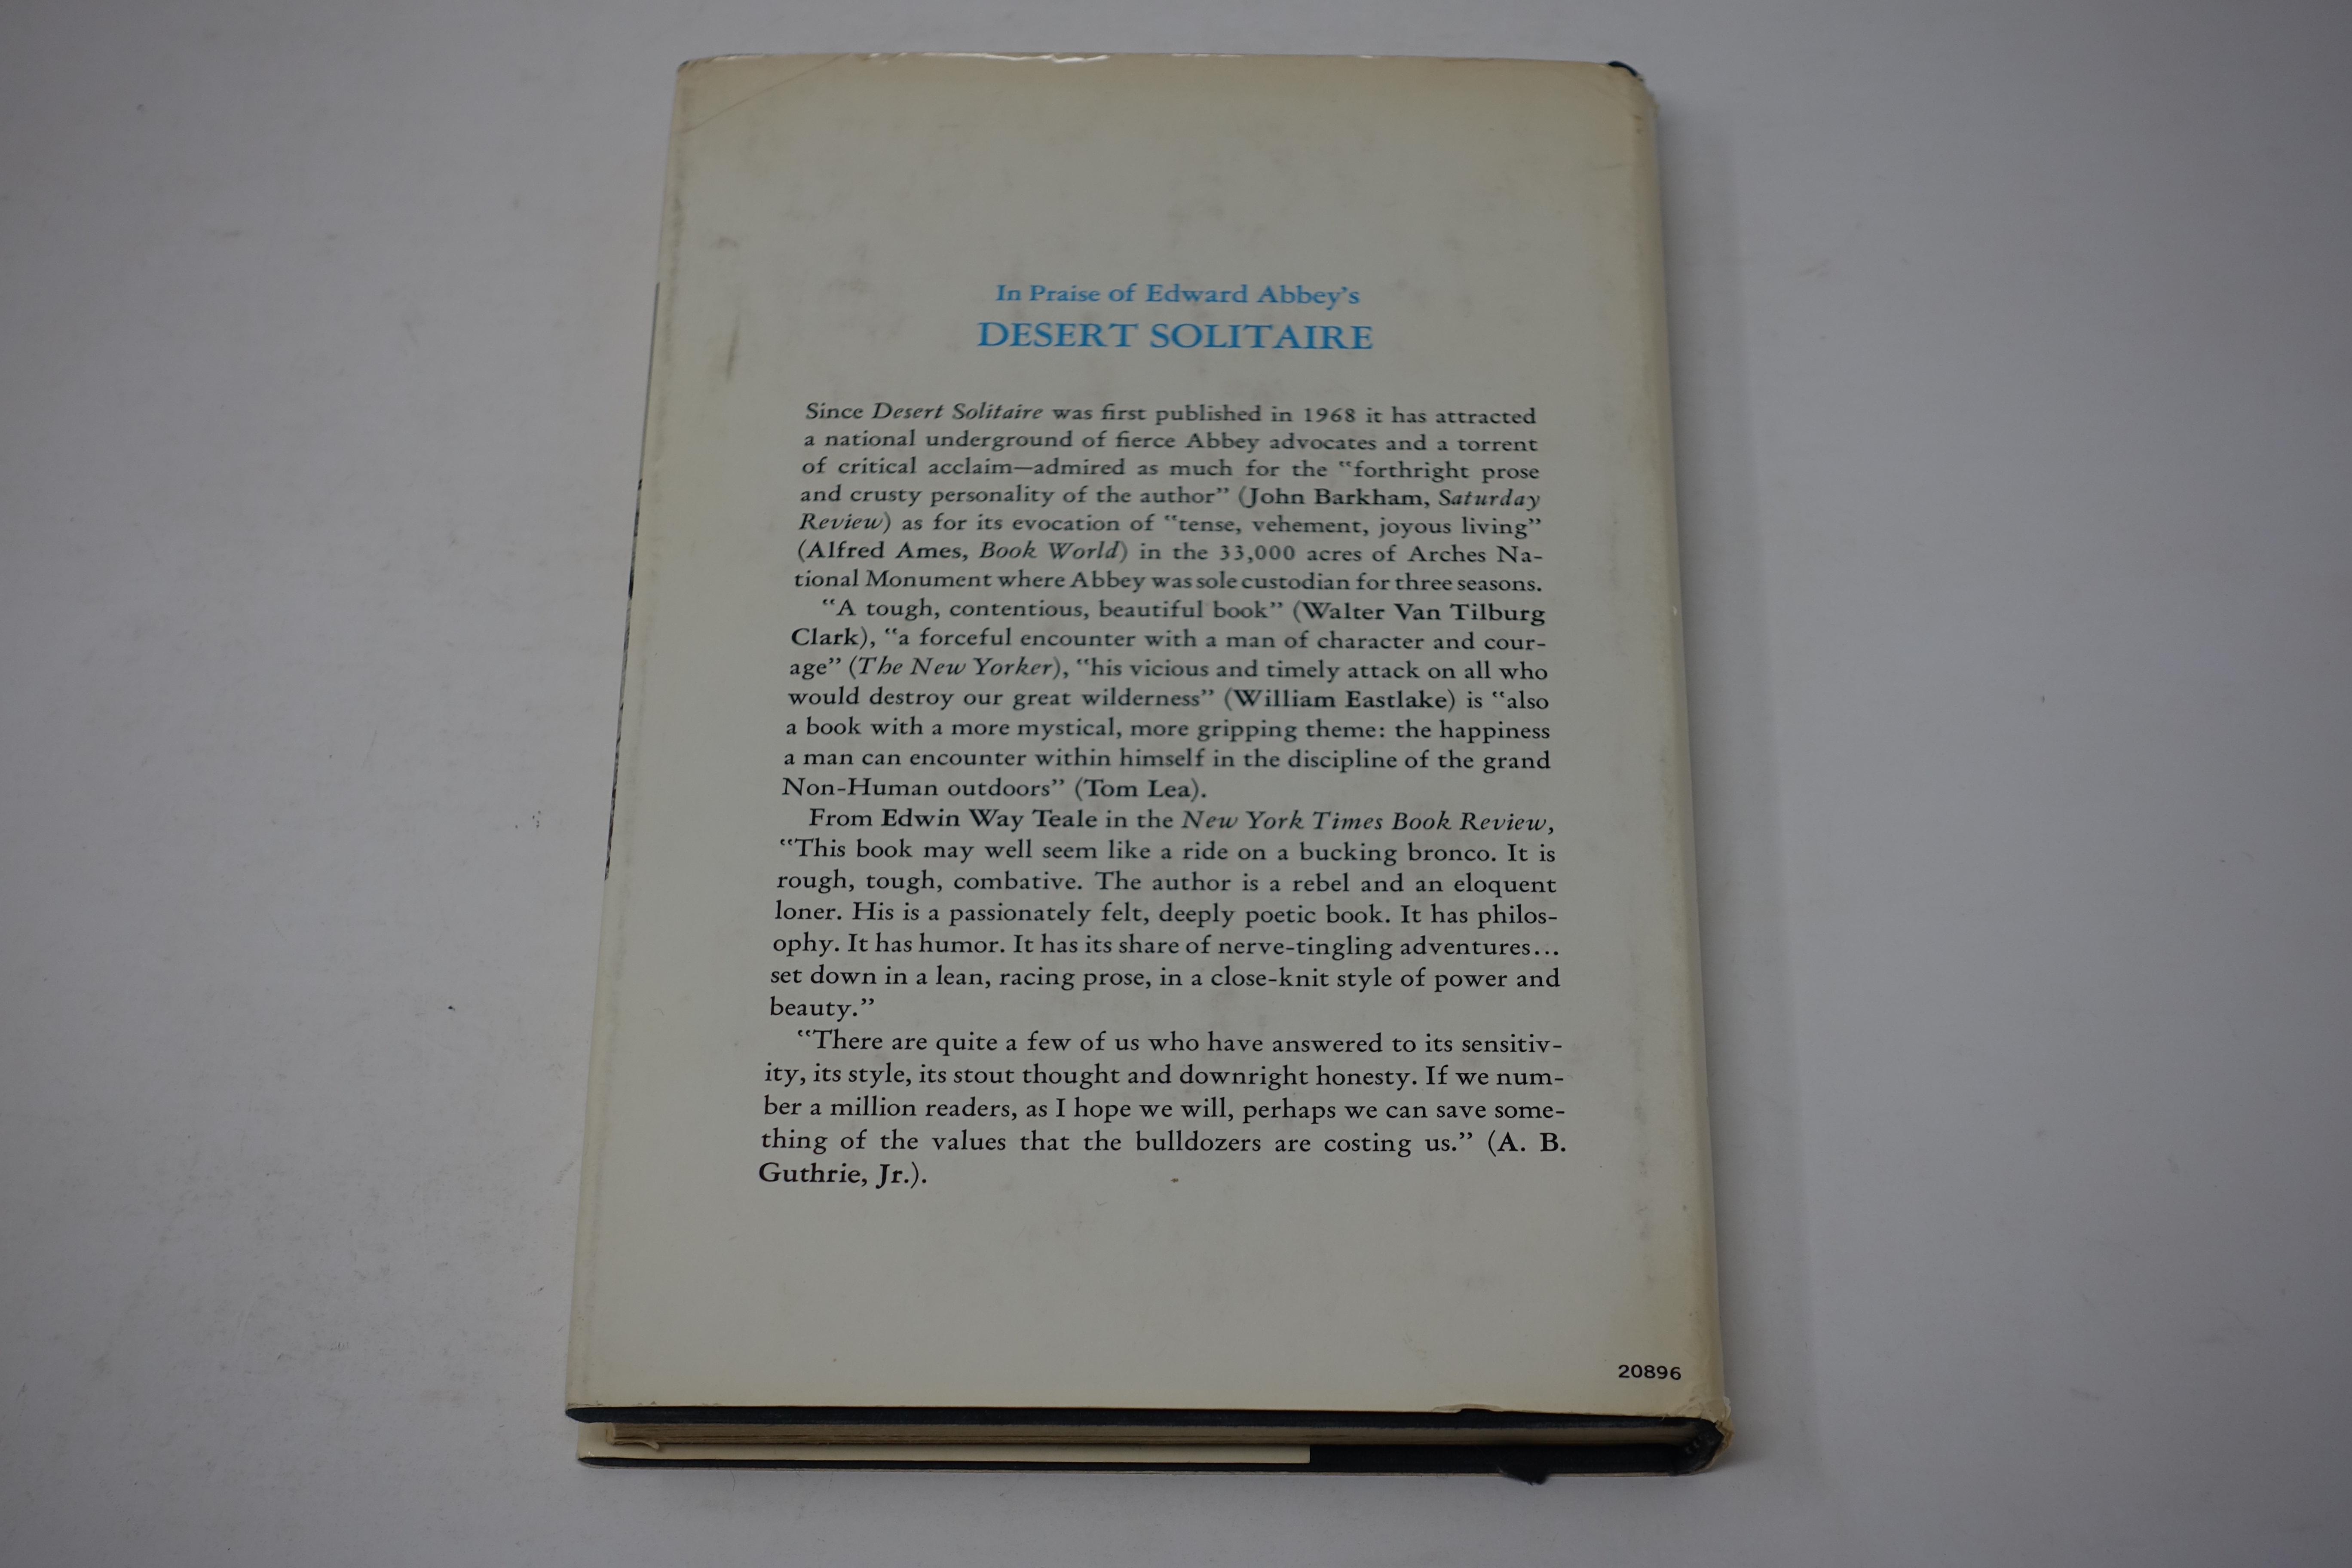 In Praise of Edward Abbey's
DESERT SOLITAIRE
Since Desert Solitaire was first published in 1968 it has attracted
a national underground of fierce Abbey advocates and a torrent
of critical acclaim—admired as much for the “forthright prose
and crusty personality of the author” (John Barkham, Saturday
Review) as for its evocation of “tense, vehement, joyous living”
(Alfred Ames, Book World) in the 33,000 acres of Arches Na-
tional Monument where Abbey was sole custodian for three seasons.
“A tough, contentious, beautiful book” (Walter Van Tilburg
Clark), “a forceful encounter with a man of character and cour-
age” (The New Yorker), “his vicious and timely attack on all who
would destroy our great wilderness” (William Eastlake) is “also
a book with a more mystical, more gripping theme: the happiness
a man can encounter within himself in the discipline of the grand
Non-Human outdoors” (Tom Lea).
From Edwin Way Teale in the New York Times Book Review,
“This book may well seem like a ride on a bucking bronco. It is
rough, tough, combative. The author is a rebel and an eloquent
loner. His is a passionately felt, deeply poetic book. It has philos-
ophy. It has humor. It has its share of nerve-tingling adventures...
set down in a lean, racing prose, in a close-knit style of power and
beauty.”
“There are quite a few of us who have answered to its sensitiv-
ity, its style, its stout thought and downright honesty. If we num-
ber a million readers, as I hope we will, perhaps we can save some-
thing of the values that the bulldozers are costing us.” (A. B.
Guthrie, Jr.).
20896